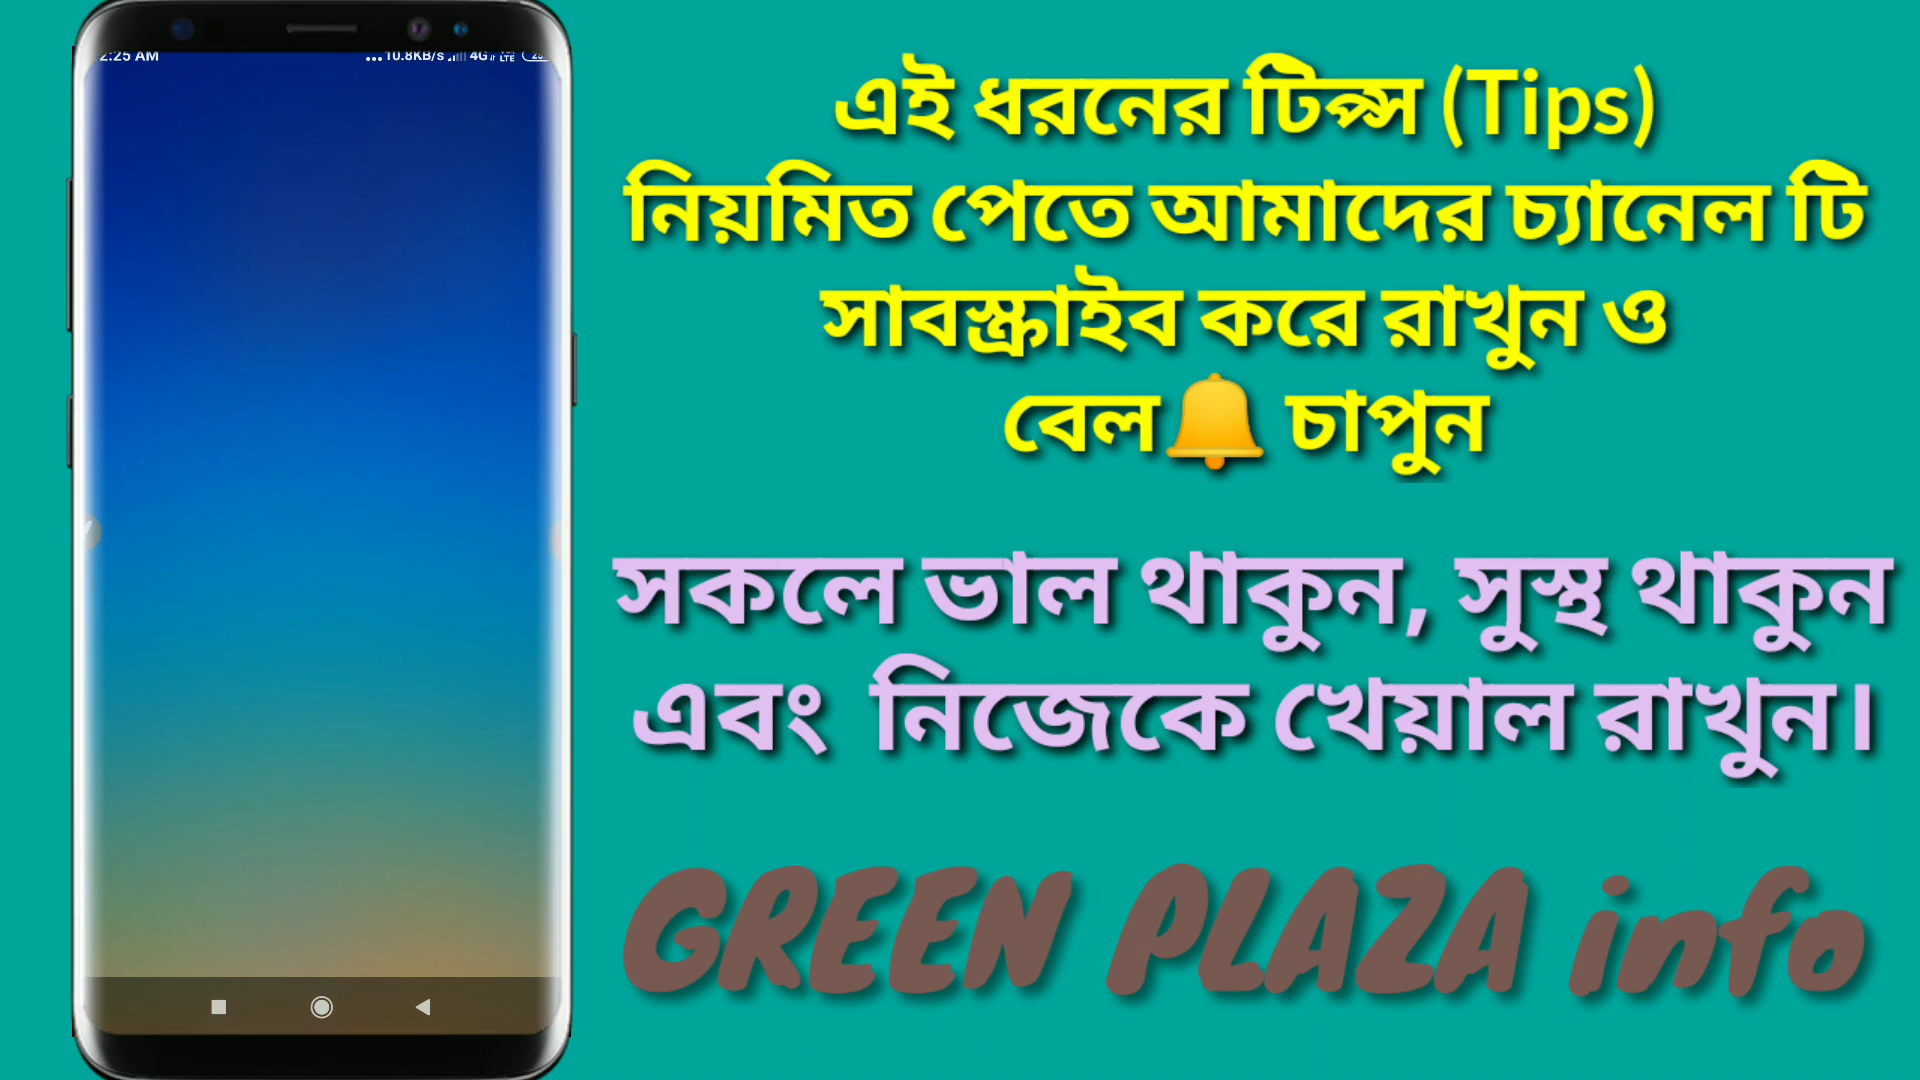 2:25 AM ...10.8KB/s 4G LTE
এই ধরনের টিপ্স (Tips)
নিয়মিত পেতে আমাদের চ্যানেল টি
সাবস্ক্রাইব করে রাখুন ও
বেল🔔 চাপুন
সকলে ভাল থাকুন, সুস্থ থাকুন
এবং নিজেকে খেয়াল রাখুন।
GREEN PLAZA info